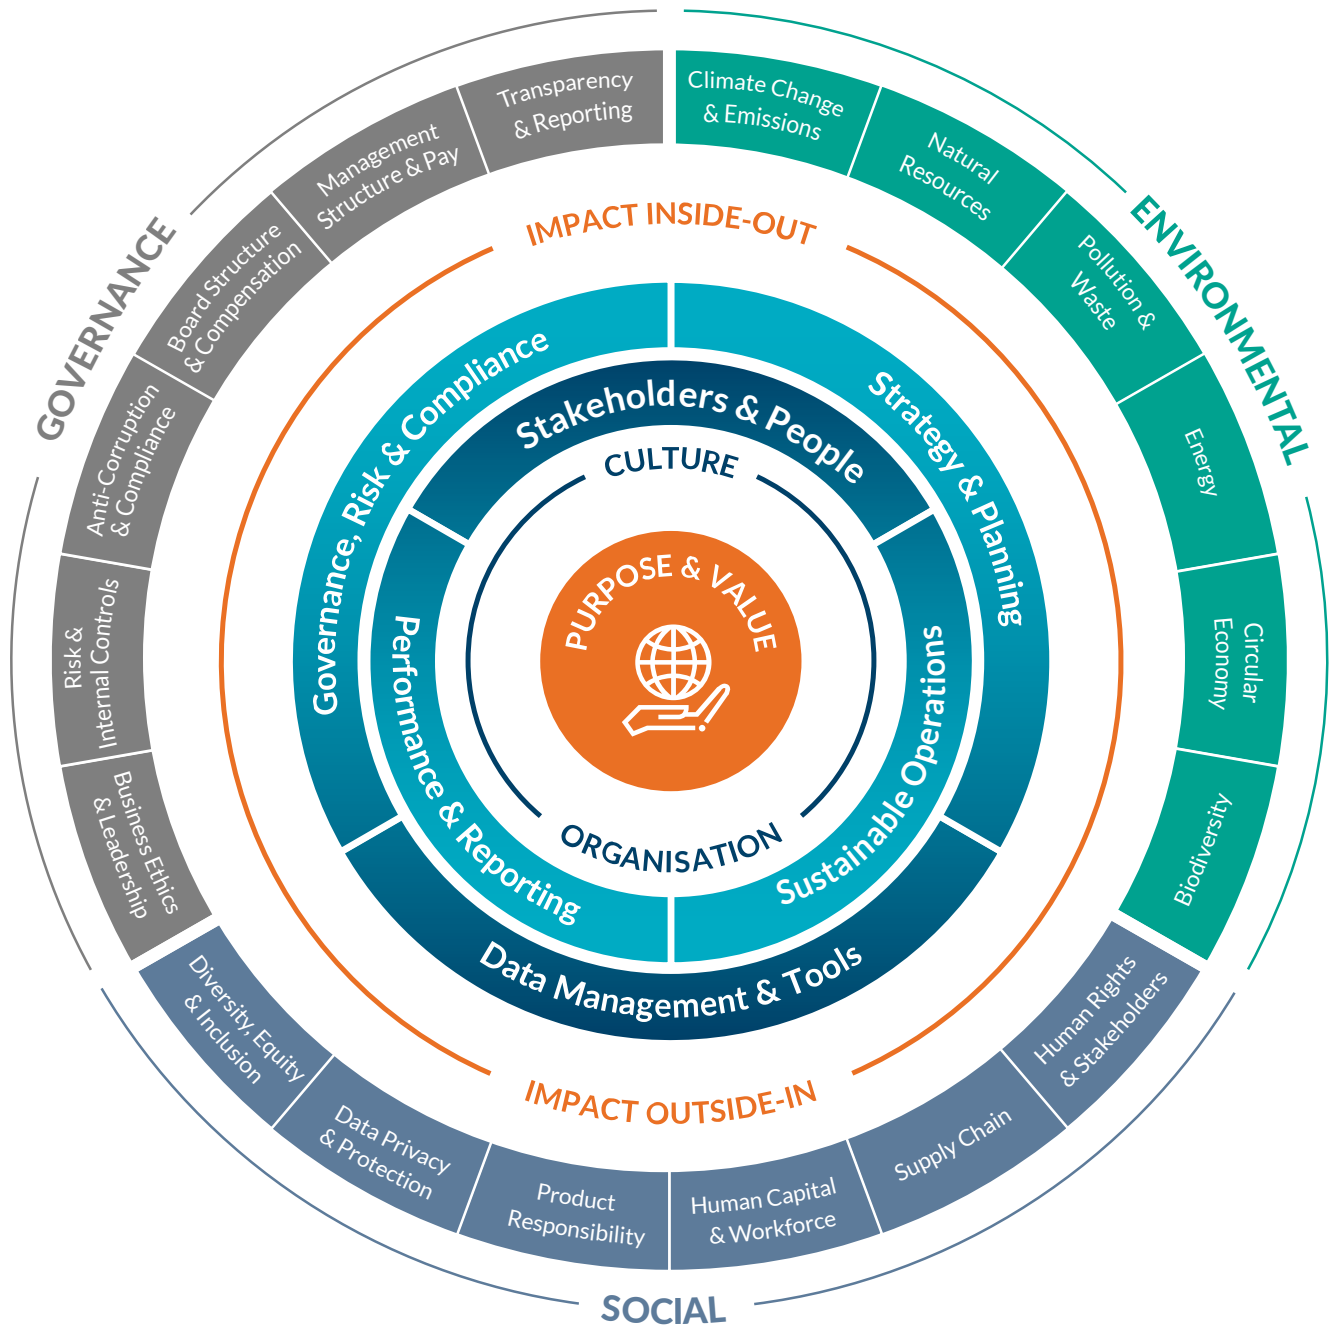 GOVERNANCE
ENVIRONMENTAL
SOCIAL
Transparency
& Reporting
Management
Structure & Pay
Board Structure
& Compensation
Anti-Corruption
& Compliance
Risk &
Internal Controls
Business Ethics
& Leadership
Climate Change
& Emissions
Natural
Resources
Pollution &
Waste
Energy
Circular
Economy
Biodiversity
Human Rights
& Stakeholders
Supply Chain
Human Capital
& Workforce
Product
Responsibility
Data Privacy
& Protection
Diversity, Equity
& Inclusion
IMPACT INSIDE-OUT
IMPACT OUTSIDE-IN
Governance, Risk & Compliance
Strategy & Planning
Data Management & Tools
Stakeholders & People
Performance & Reporting
Sustainable Operations
CULTURE
ORGANISATION
PURPOSE & VALUE